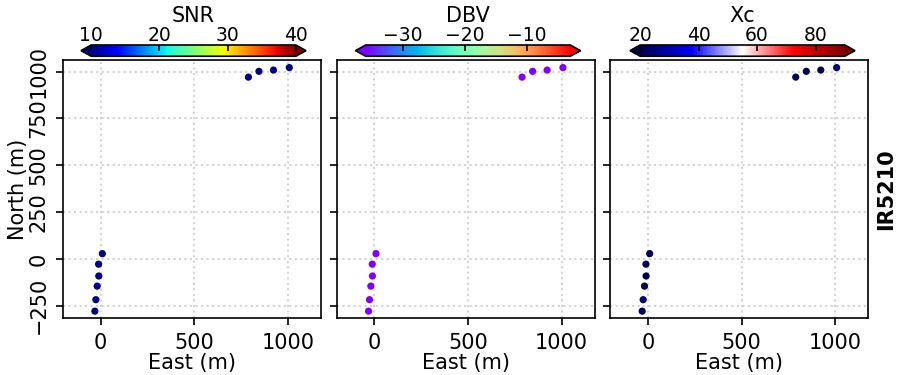 SNR DBV Xc
10 20 30 40 −30 −20 −10 20 40 60 80
1000
750
500
250
0
−250
North (m)
IR5210
0 500 1000 0 500 1000 0 500 1000
East (m) East (m) East (m)